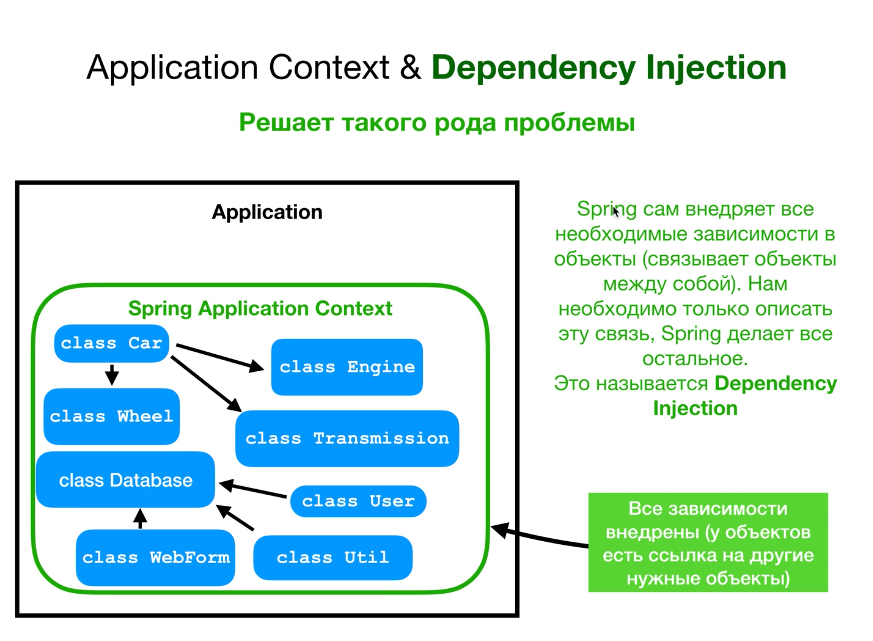 Application Context & Dependency Injection
Решает такого рода проблемы
Application
Spring Application Context
class Car
class Engine
class Wheel
class Transmission
class Database
class User
class WebForm
class Util
Spring сам внедряет все
необходимые зависимости в
объекты (связывает объекты
между собой). Нам
необходимо только описать
эту связь, Spring делает все
остальное.
Это называется Dependency
Injection
Все зависимости
внедрены (у объектов
есть ссылка на другие
нужные объекты)